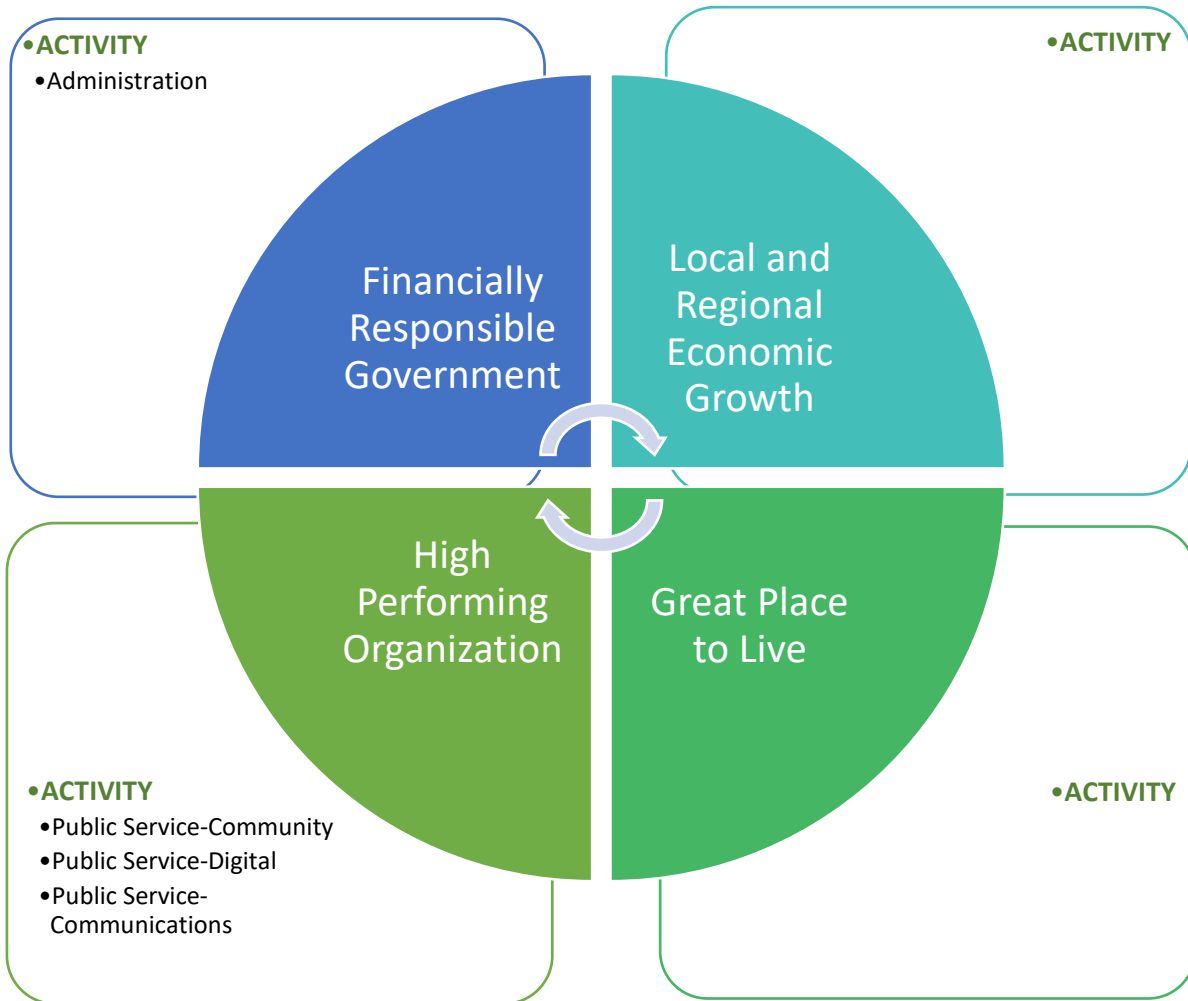 •ACTIVITY
•Administration
•ACTIVITY
Financially
Responsible
Government
Local and
Regional
Economic
Growth
High
Performing
Organization
Great Place
to Live
•ACTIVITY
•Public Service-Community
•Public Service-Digital
•Public Service-
Communications
•ACTIVITY